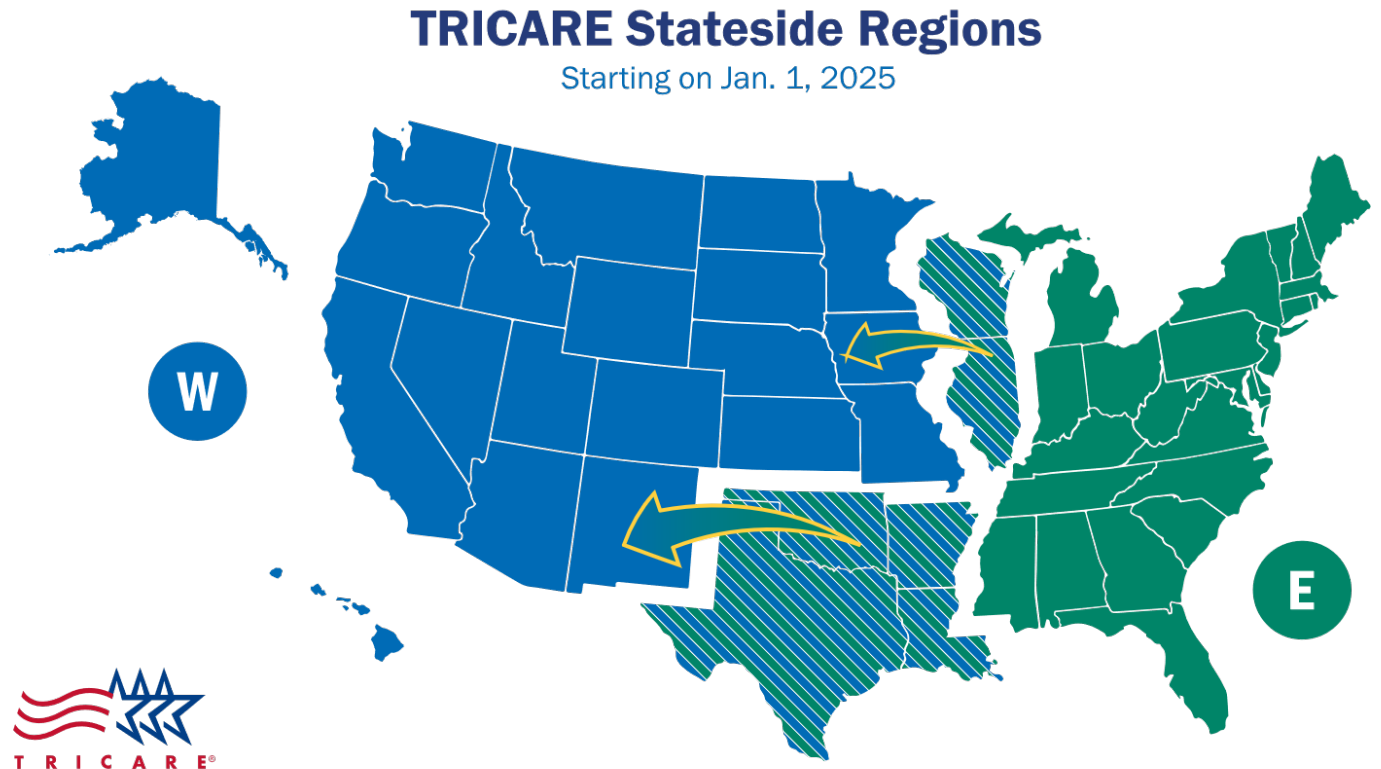 TRICARE Stateside Regions
Starting on Jan. 1, 2025
W
E
TRICARE®